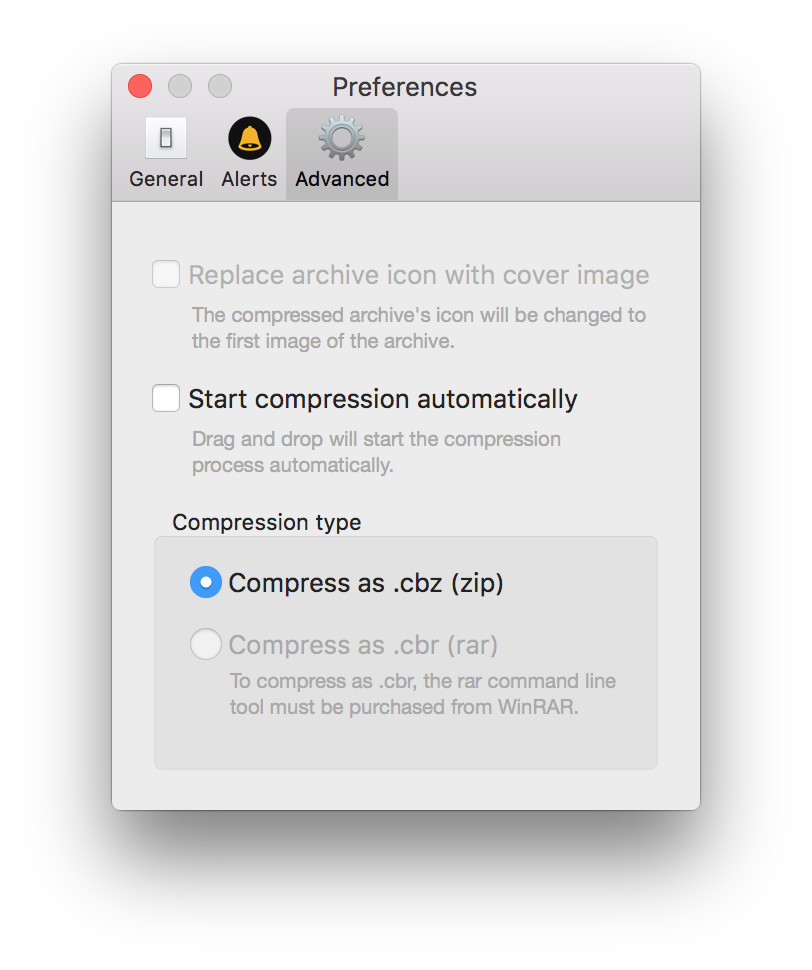 Preferences
General Alerts Advanced
Replace archive icon with cover image
The compressed archive's icon will be changed to
the first image of the archive.
Start compression automatically
Drag and drop will start the compression
process automatically.
Compression type
Compress as .cbz (zip)
Compress as .cbr (rar)
To compress as .cbr, the rar command line
tool must be purchased from WinRAR.